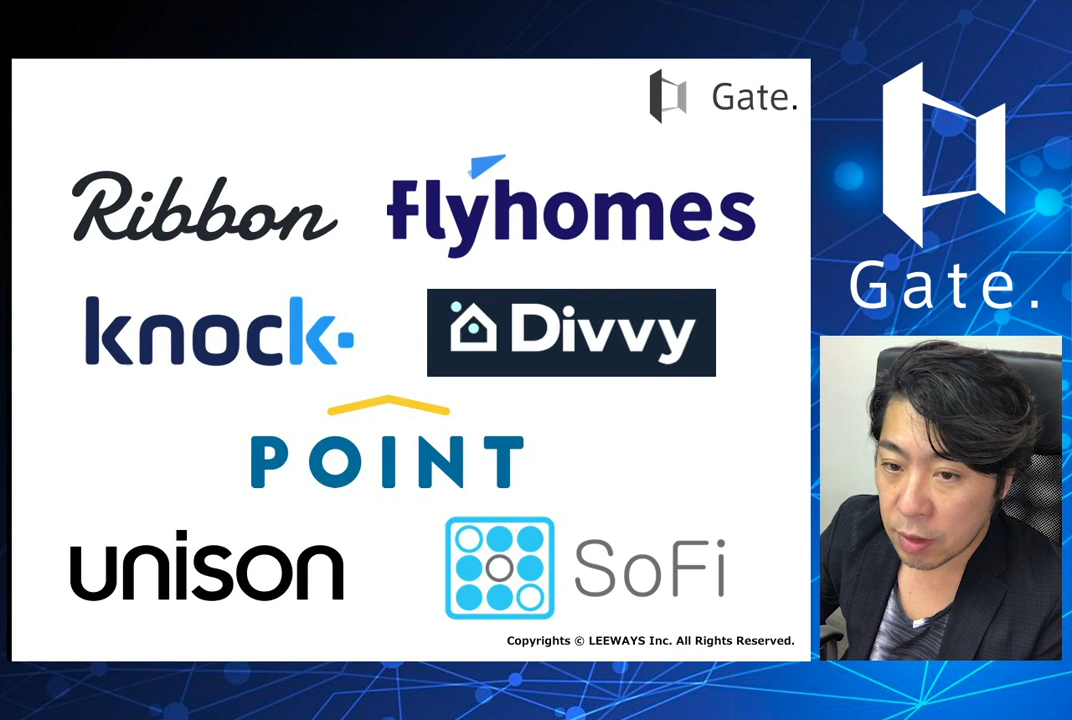 Gate.
Ribbon
flyhomes
knock
Divvy
POINT
unison
SoFi
Copyrights © LEEWAYS Inc. All Rights Reserved.
Gate.